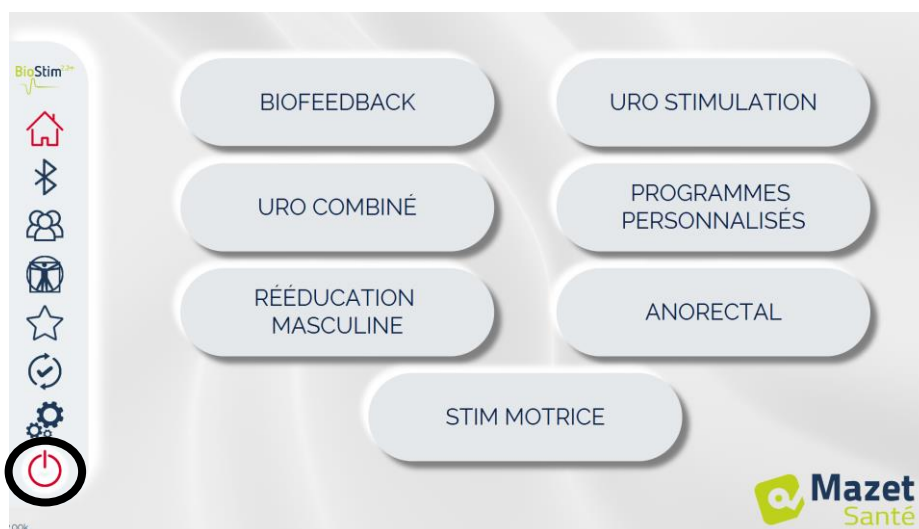 BioStim
BIOFEEDBACK
URO STIMULATION
URO COMBINÉ
PROGRAMMES
PERSONNALISÉS
RÉÉDUCATION
MASCULINE
ANORECTAL
STIM MOTRICE
Mazet
Santé